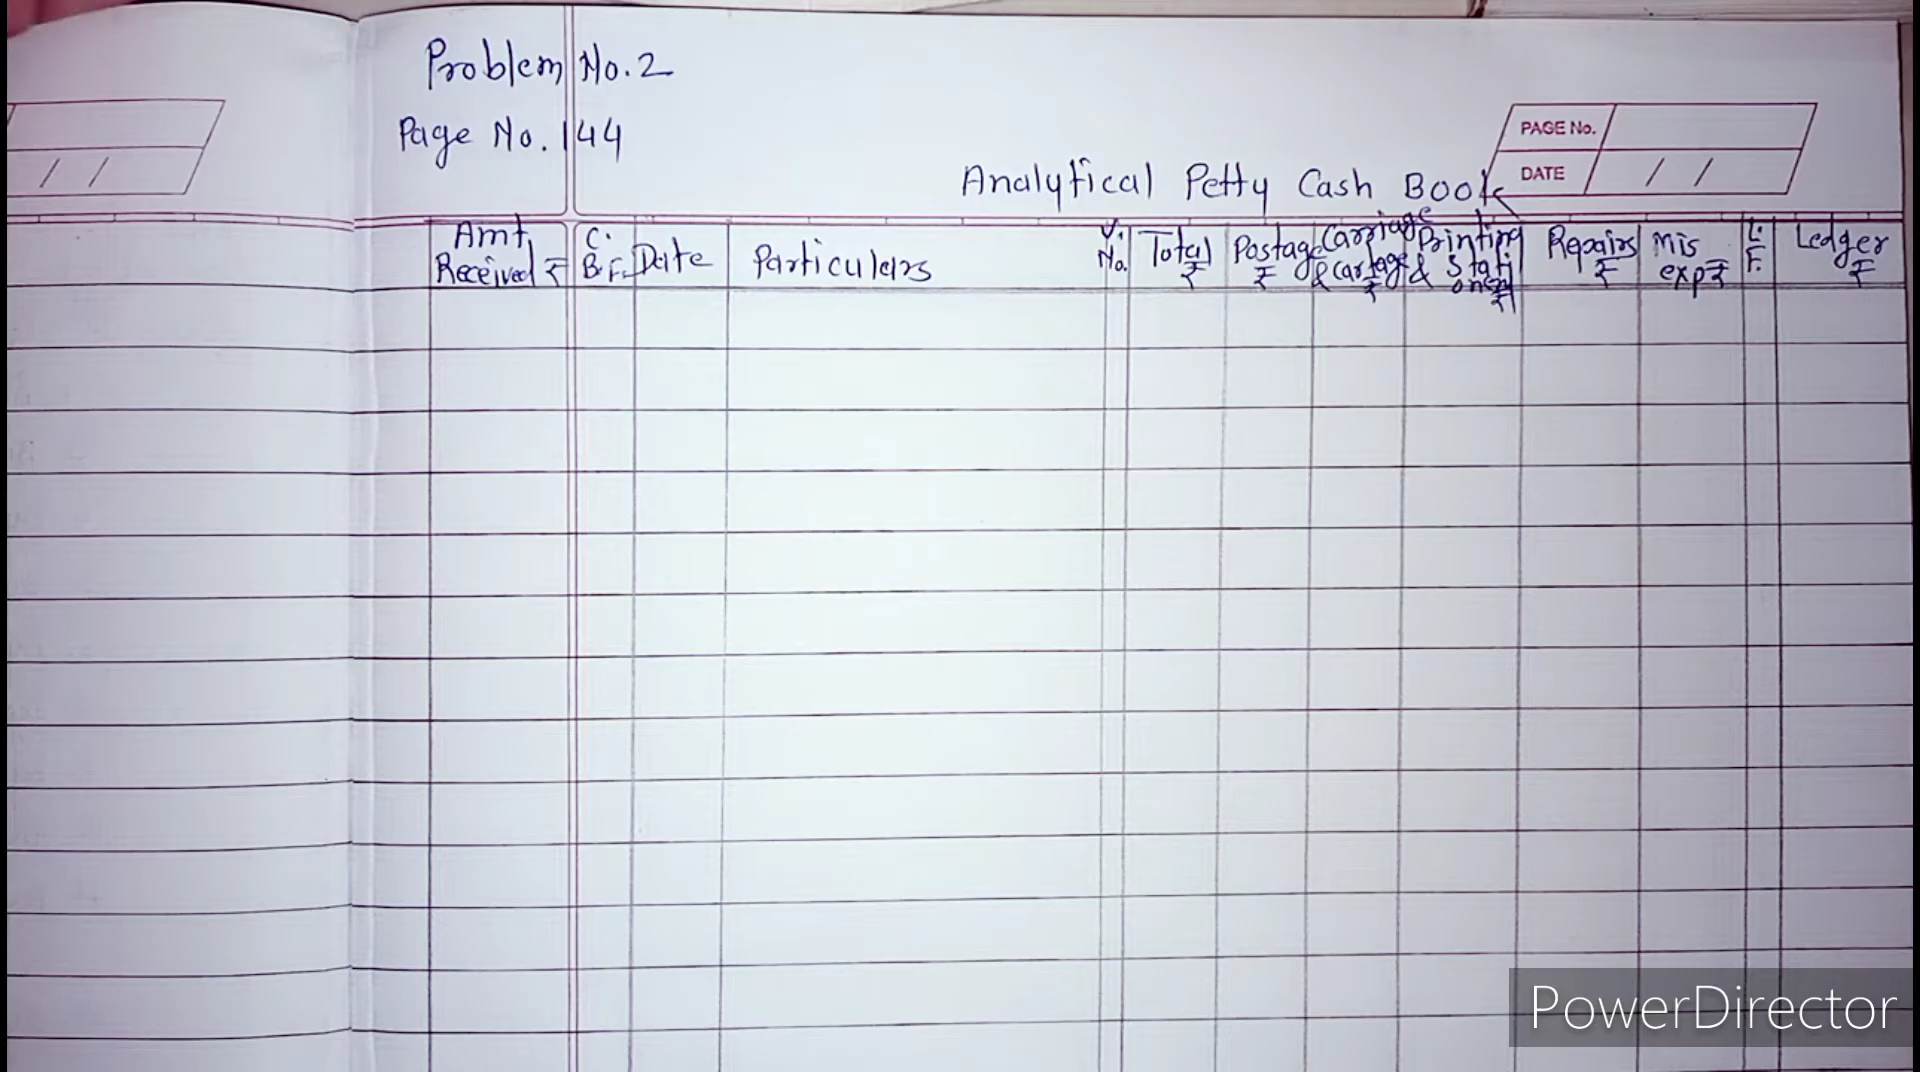 Problem No. 2
Page No. 144
PAGE No.
DATE / /
/ /
Analytical Petty Cash Book
Amt Received ₹
C. B. F.
Date
Particulars
V. No.
Total ₹
Postage ₹
Carriage & Cartage ₹
Printing & Stationery ₹
Repairs ₹
Mis exp ₹
L. F.
Ledger ₹
PowerDirector